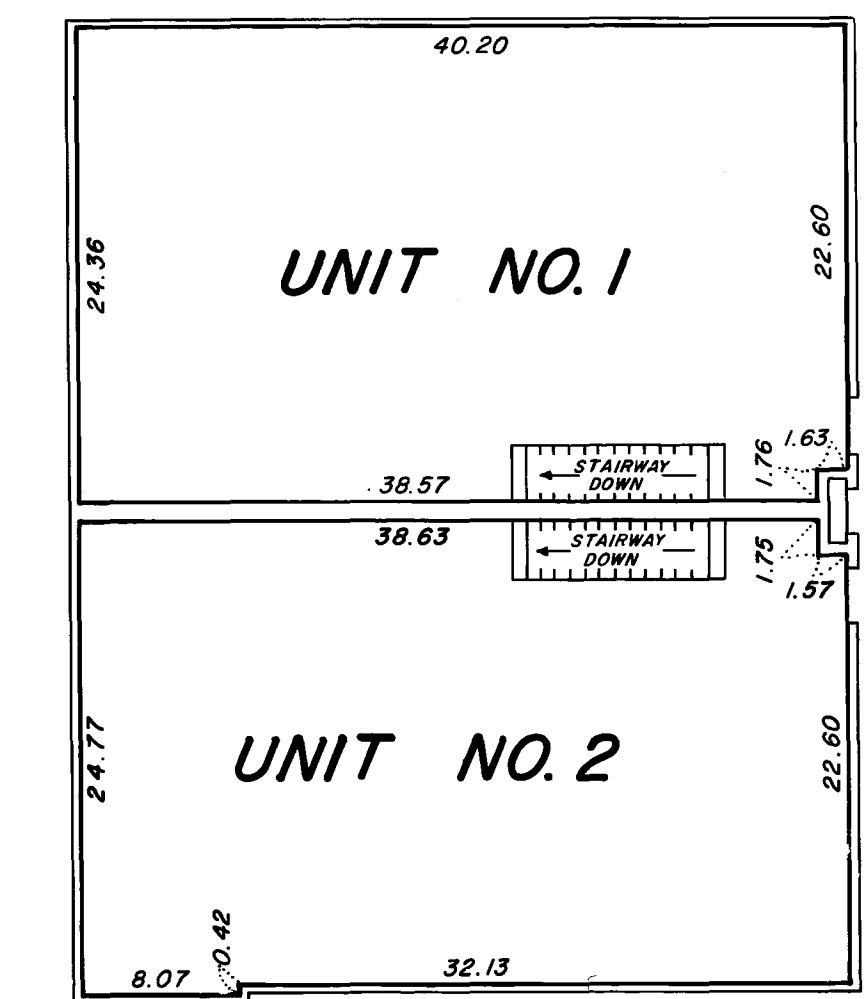 40.20
24.36
22.60
UNIT NO. 1
1.63
1.76
STAIRWAY
DOWN
38.57
38.63
STAIRWAY
DOWN
1.75
1.57
24.77
22.60
UNIT NO. 2
0.42
8.07
32.13